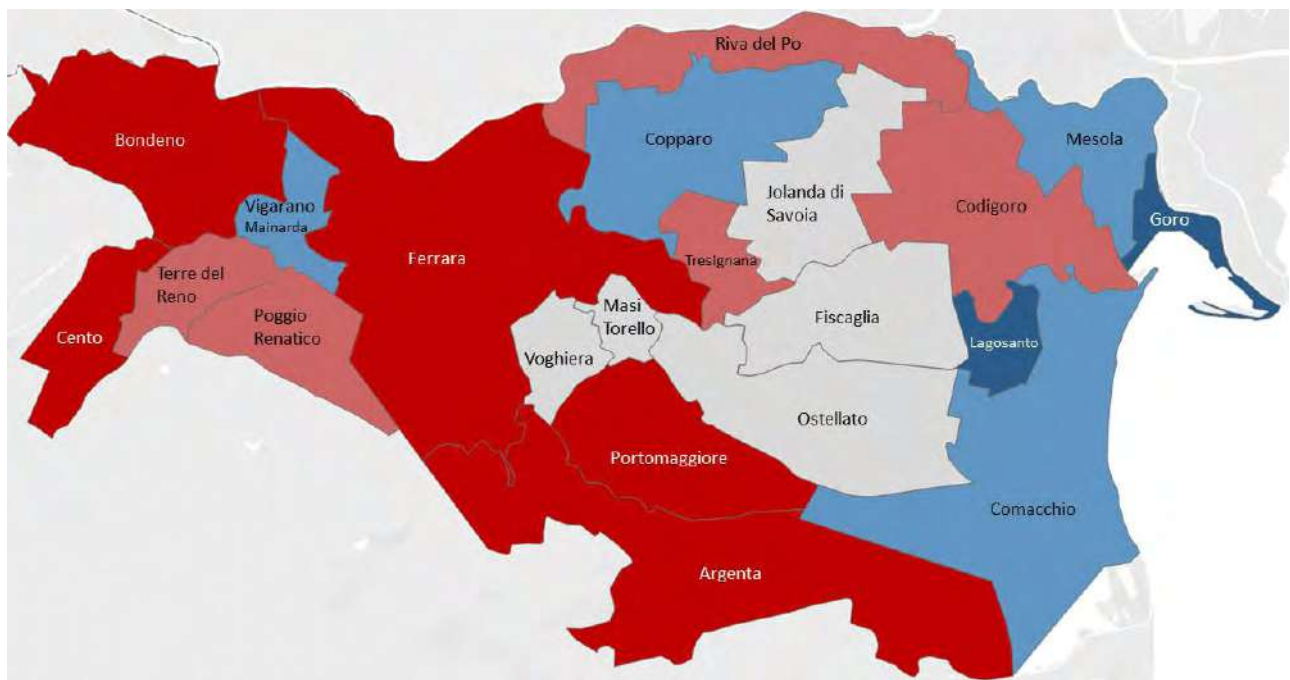 Riva del Po
Bondeno
Copparo
Mesola
Vigarano
Mainarda
Jolanda di
Savoia
Codigoro
Goro
Ferrara
Tresignana
Terre del
Reno
Masi
Torello
Fiscaglia
Poggio
Renatico
Cento
Voghiera
Lagosanto
Ostellato
Portomaggiore
Comacchio
Argenta